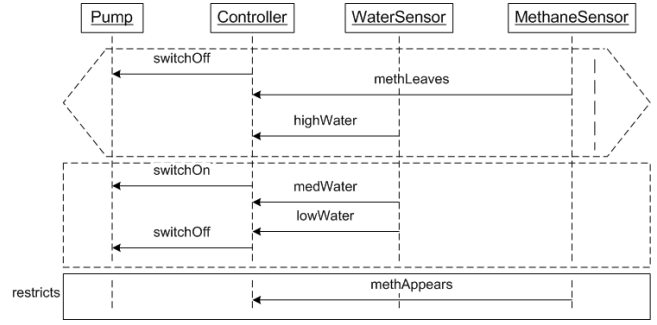 Pump Controller WaterSensor MethaneSensor
switchOff
methLeaves
highWater
switchOn
medWater
lowWater
switchOff
methAppears
restricts